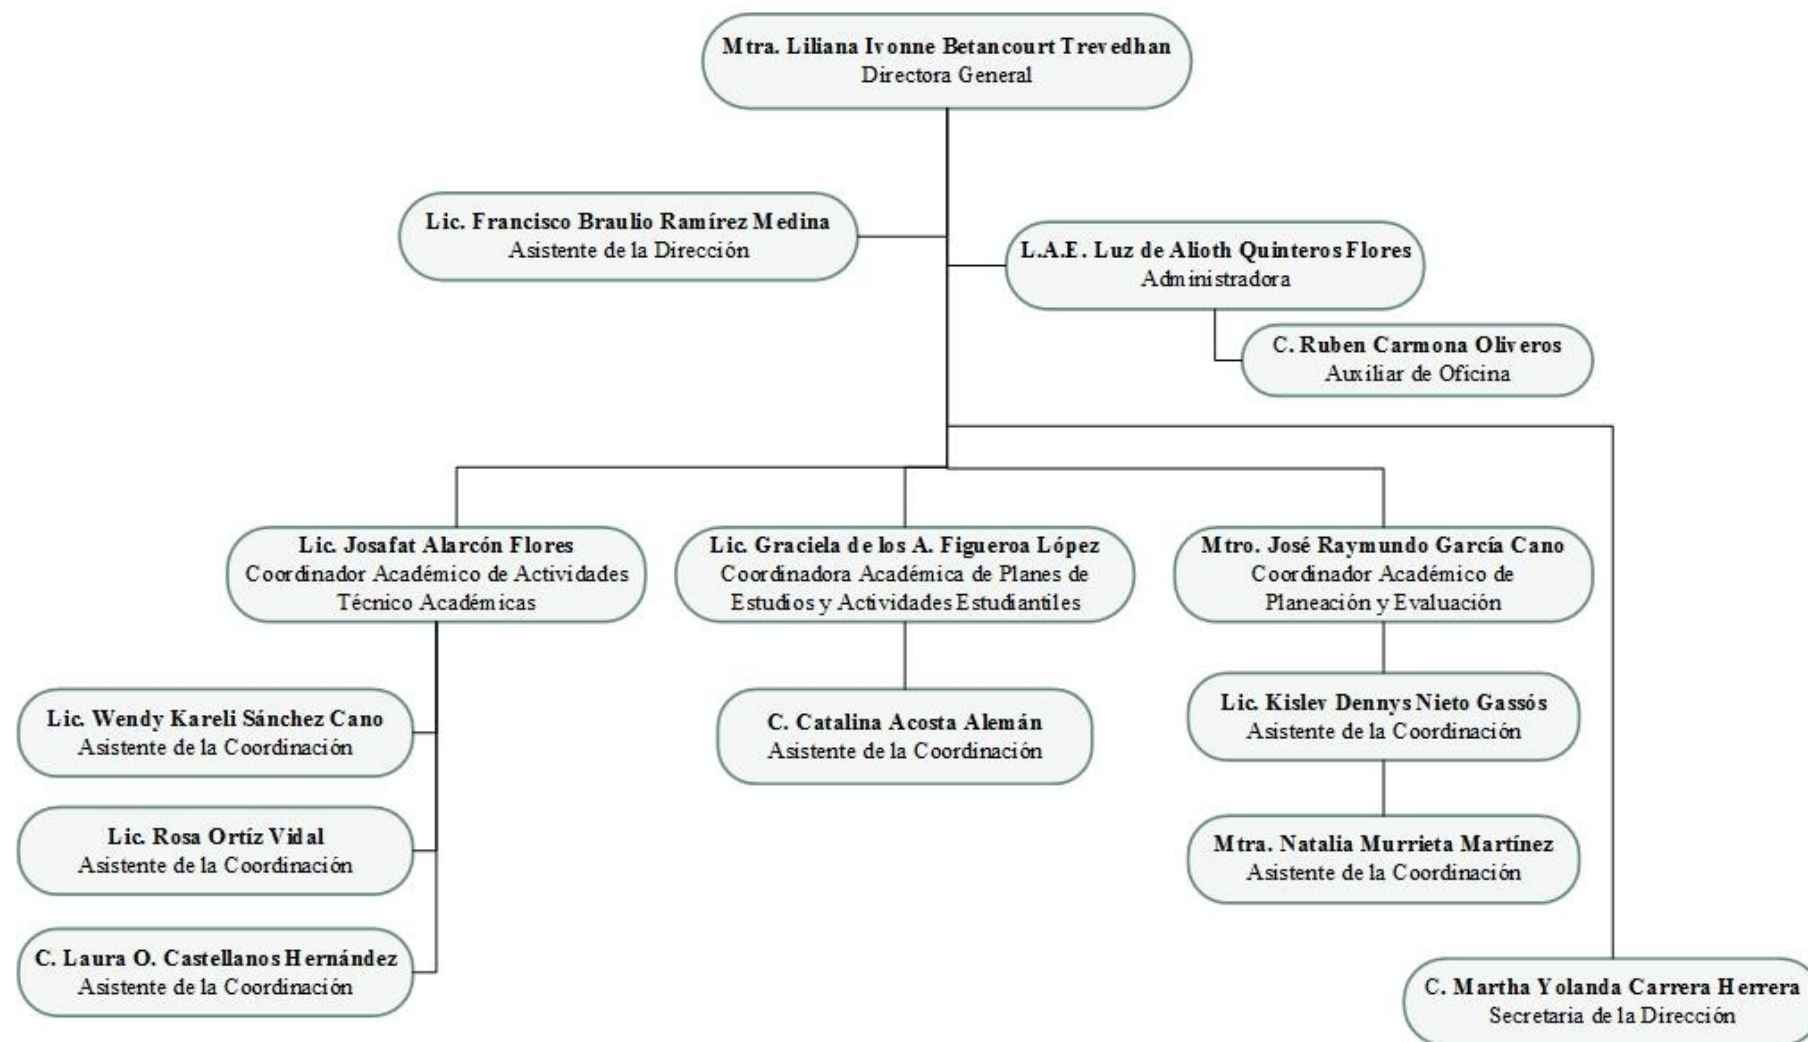 Mtra. Liliana Ivonne Betancourt Trevedhan
Directora General
Lic. Francisco Braulio Ramírez Medina
Asistente de la Dirección
L.A.E. Luz de Alioth Quinteros Flores
Administradora
C. Ruben Carmona Oliveros
Auxiliar de Oficina
Lic. Josafat Alarcón Flores
Coordinador Académico de Actividades
Técnico Académicas
Lic. Graciela de los A. Figueroa López
Coordinadora Académica de Planes de
Estudios y Actividades Estudiantiles
Mtro. José Raymundo García Cano
Coordinador Académico de
Planeación y Evaluación
Lic. Wendy Kareli Sánchez Cano
Asistente de la Coordinación
Lic. Rosa Ortíz Vidal
Asistente de la Coordinación
C. Laura O. Castellanos Hernández
Asistente de la Coordinación
C. Catalina Acosta Alemán
Asistente de la Coordinación
Lic. Kislev Dennys Nieto Gassós
Asistente de la Coordinación
Mtra. Natalia Murrieta Martínez
Asistente de la Coordinación
C. Martha Yolanda Carrera Herrera
Secretaria de la Dirección